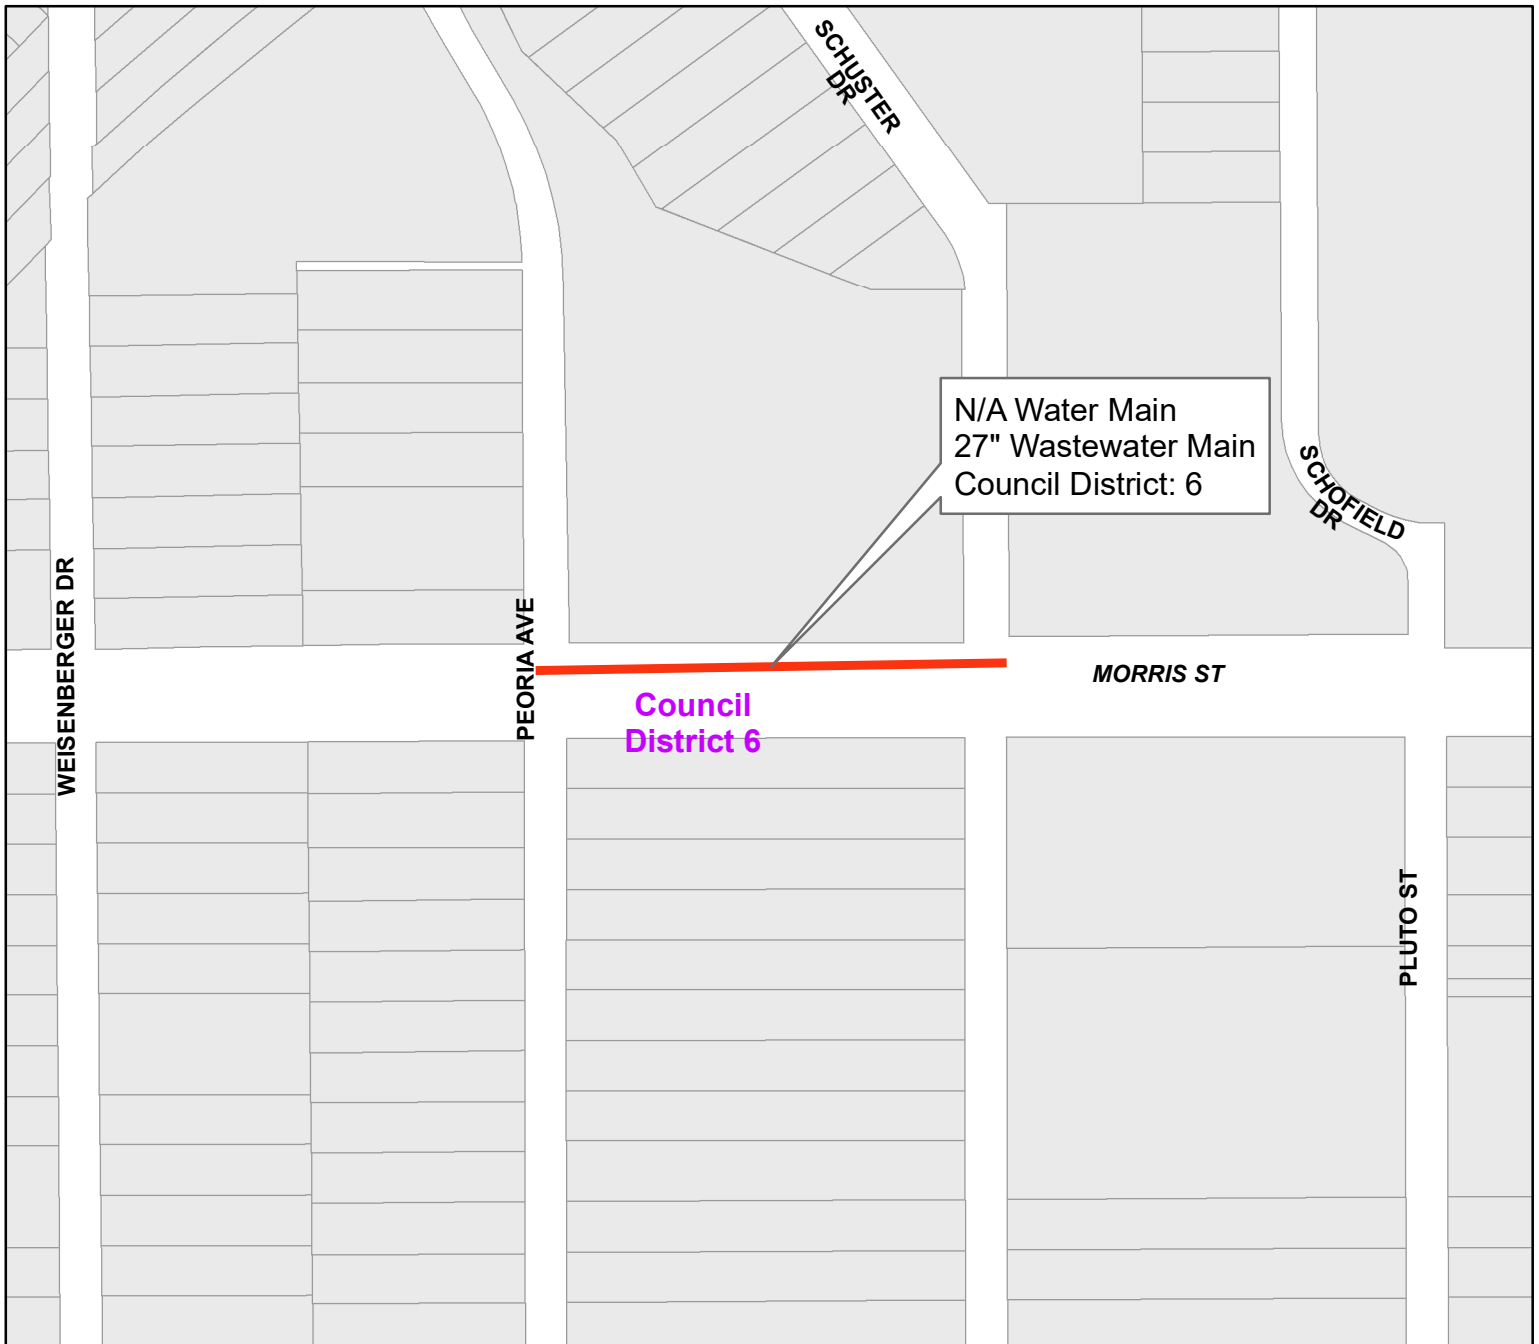 SCHUSTER
DR
N/A Water Main
27" Wastewater Main
Council District: 6
SCHOFIELD
DR
WEISENBERGER DR
PEORIA AVE
MORRIS ST
Council
District 6
PLUTO ST